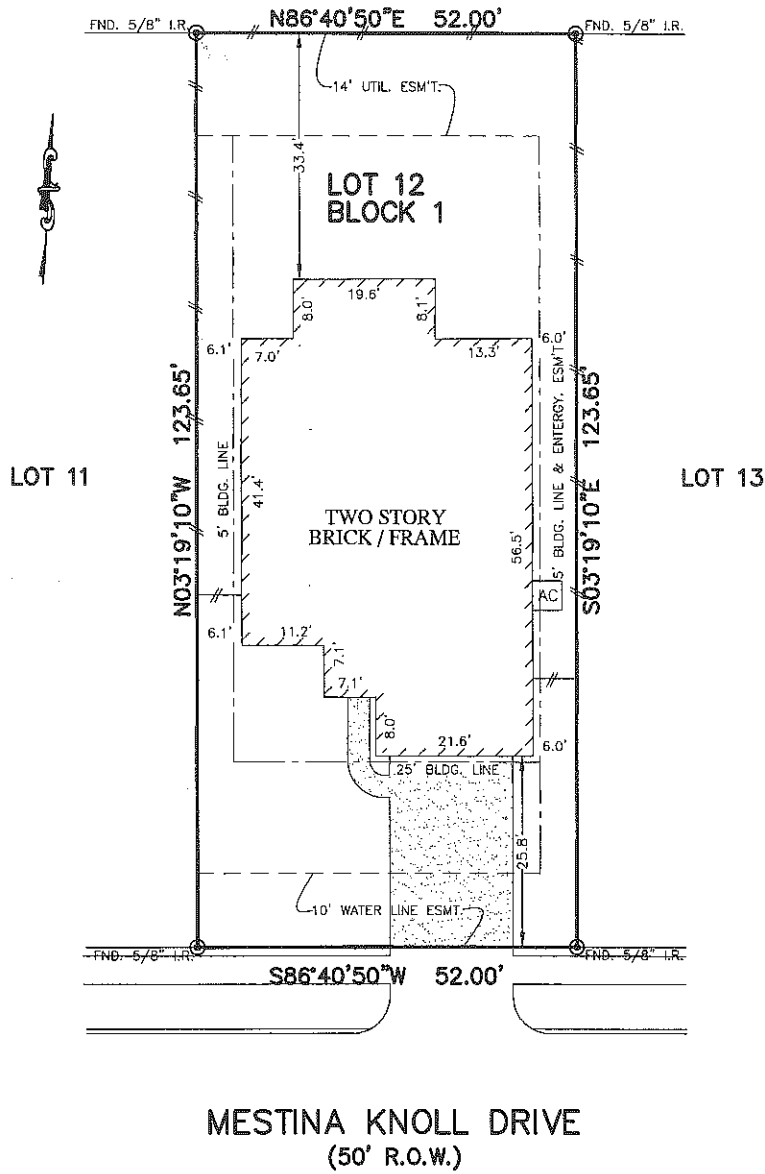 N86°40'50"E 52.00'
FND. 5/8" I.R.
FND. 5/8" I.R.
14' UTIL. ESM'T.
33.4'
LOT 12
BLOCK 1
19.6'
8.0'
8.1'
6.1'
7.0'
13.3'
6.0'
N03°19'10"W 123.65'
5' BLDG. LINE
41.4'
LOT 11
TWO STORY
BRICK / FRAME
56.5'
5' BLDG. LINE & ENTERGY. ESM'T
S03°19'10"E 123.65'
LOT 13
AC
6.1'
11.2'
7.1'
7.1'
8.0'
21.6'
6.0'
25' BLDG. LINE
25.8'
10' WATER LINE ESMT.
FND. 5/8" I.R.
FND. 5/8" I.R.
S86°40'50"W 52.00'
MESTINA KNOLL DRIVE
(50' R.O.W.)